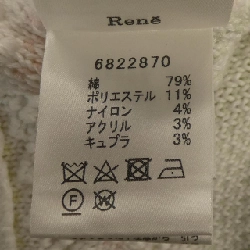 René
6822870
綿 79%
ポリエステル 11%
ナイロン 4%
アクリル 3%
キュプラ 3%